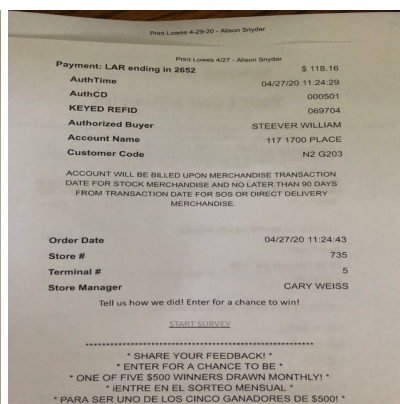 Print Lowes 4-29-20 - Alison Snyder
Print Lowes 4/27 - Alison Snyder
Payment: LAR ending in 2652 $ 118.16
AuthTime 04/27/20 11:24:29
AuthCD 000501
KEYED REFID 069704
Authorized Buyer STEEVER WILLIAM
Account Name 117 1700 PLACE
Customer Code N2 G203
ACCOUNT WILL BE BILLED UPON MERCHANDISE TRANSACTION
DATE FOR STOCK MERCHANDISE AND NO LATER THAN 90 DAYS
FROM TRANSACTION DATE FOR SOS OR DIRECT DELIVERY
MERCHANDISE.
Order Date 04/27/20 11:24:43
Store # 735
Terminal # 5
Store Manager CARY WEISS
Tell us how we did! Enter for a chance to win!
START SURVEY
******************************************************
* SHARE YOUR FEEDBACK! *
* ENTER FOR A CHANCE TO BE *
* ONE OF FIVE $500 WINNERS DRAWN MONTHLY! *
* ¡ENTRE EN EL SORTEO MENSUAL *
* PARA SER UNO DE LOS CINCO GANADORES DE $500! *